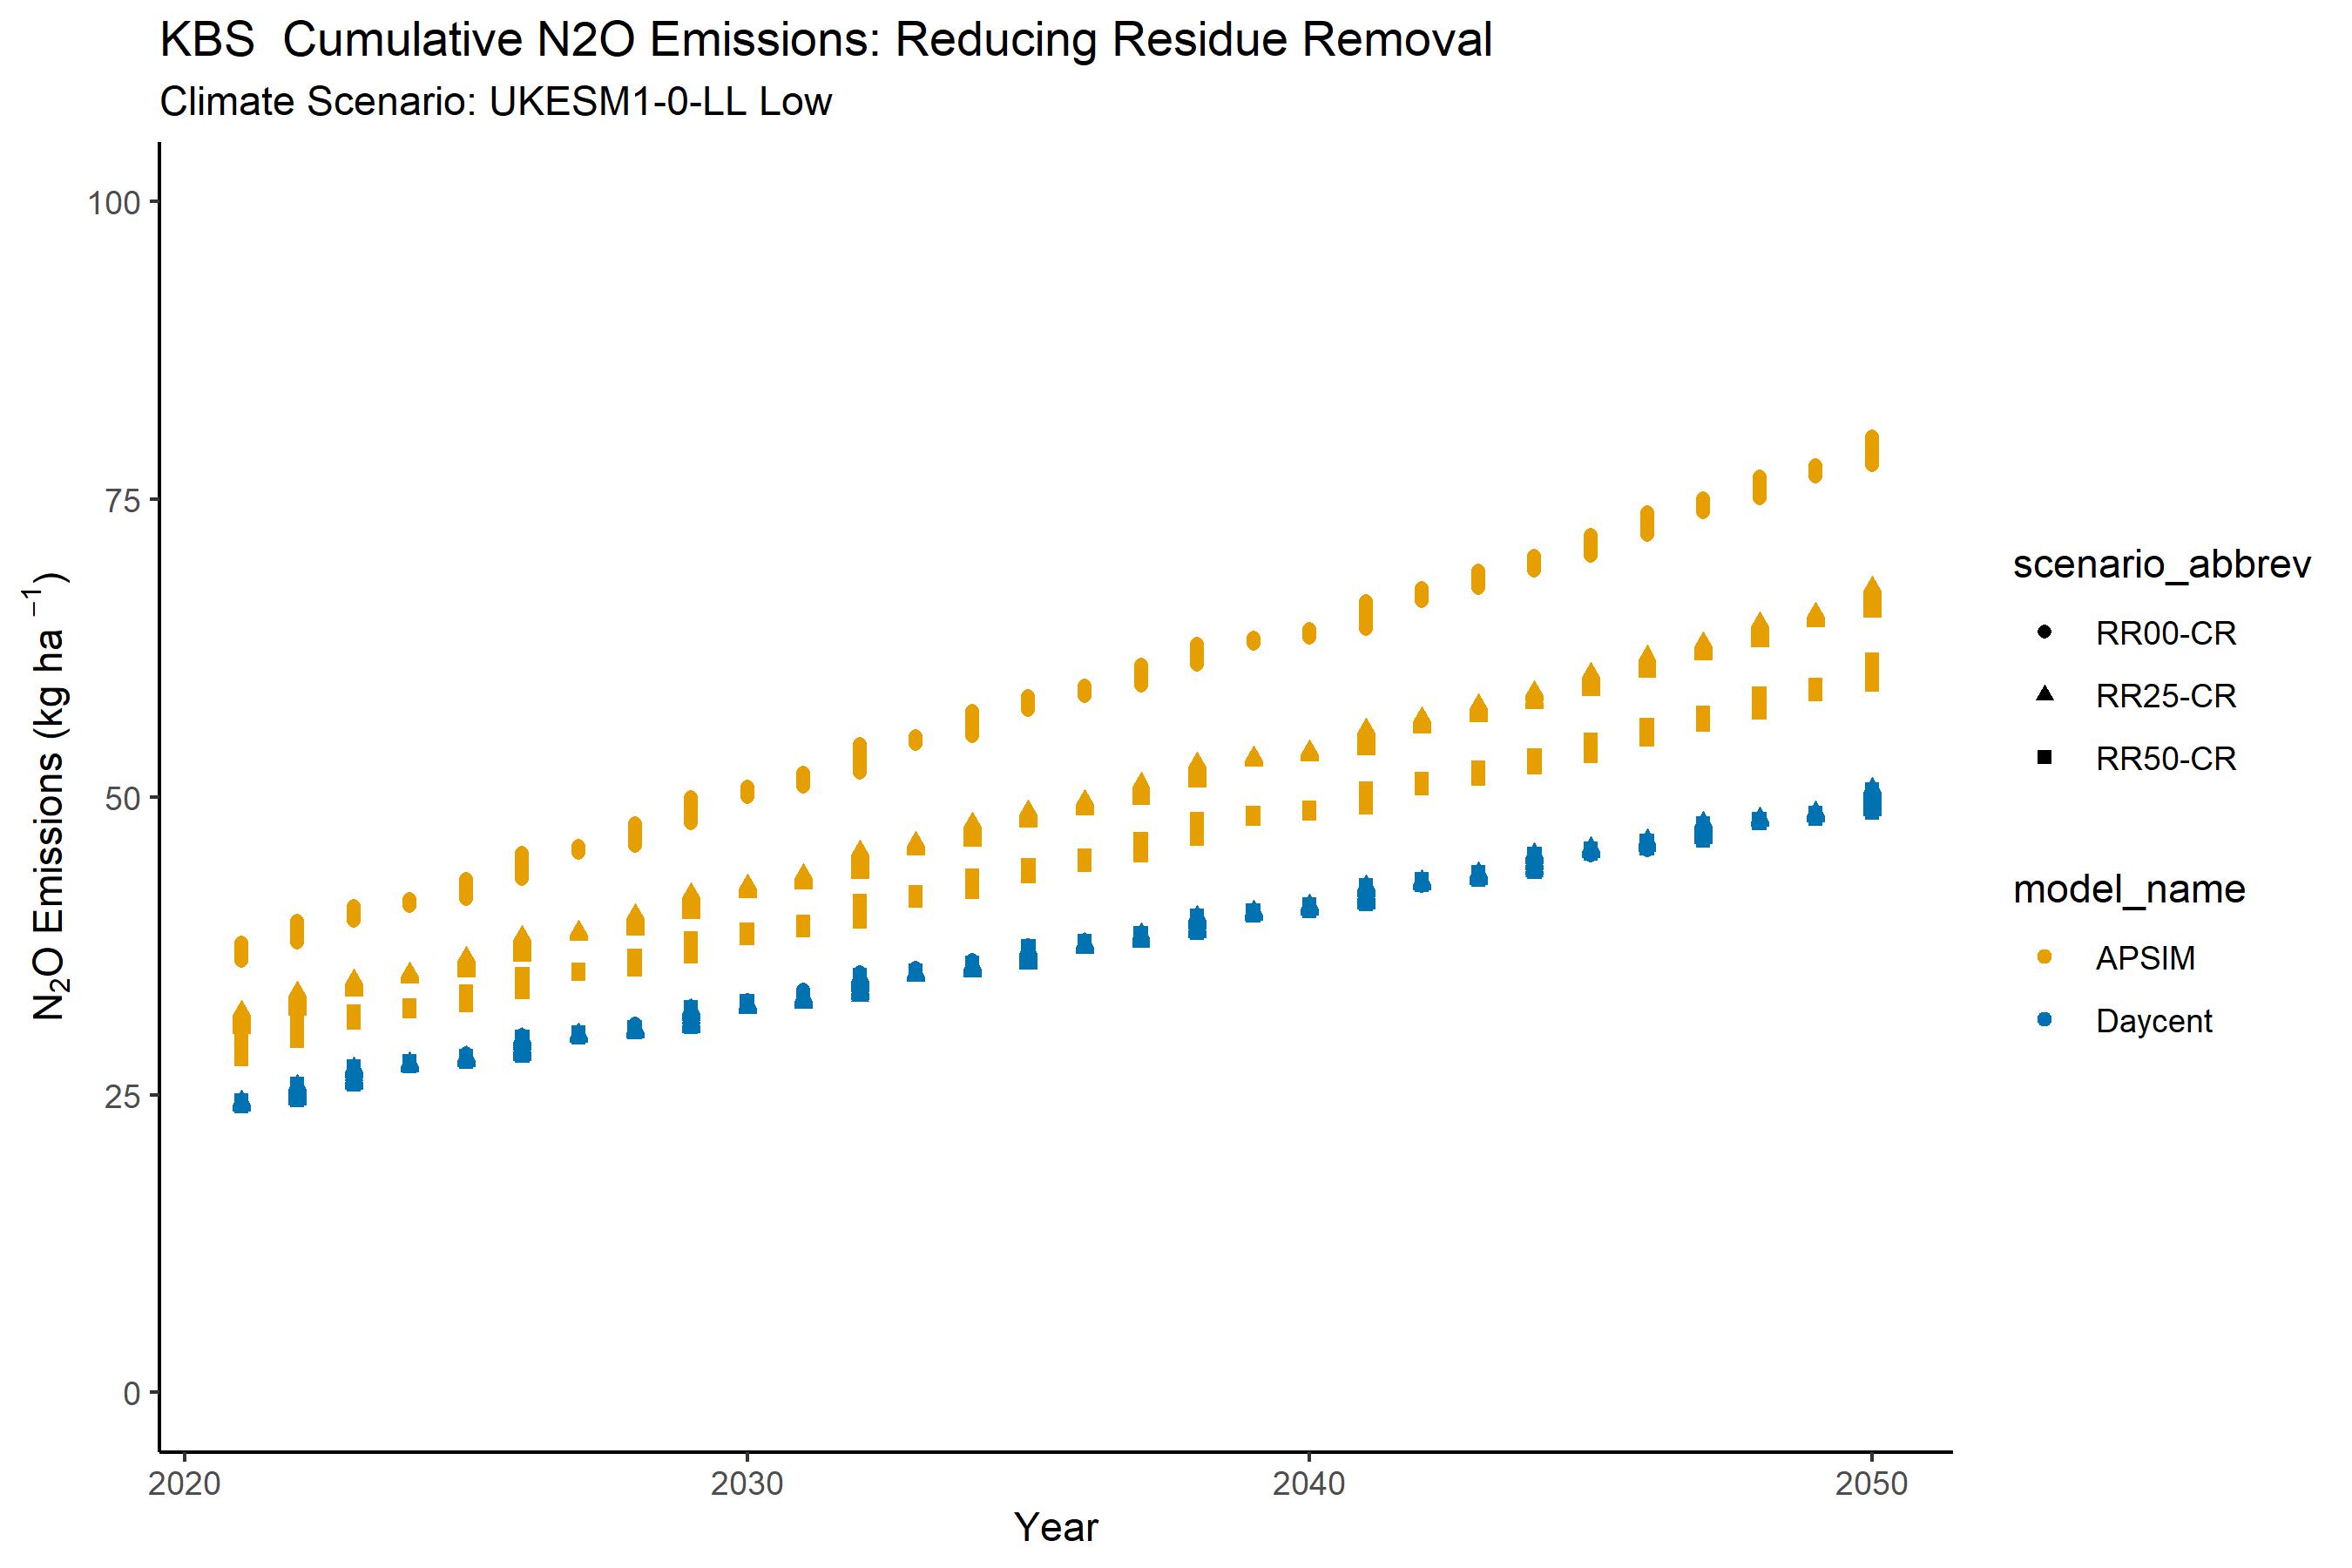 KBS  Cumulative N2O Emissions: Reducing Residue Removal
Climate Scenario: UKESM1-0-LL Low
N₂O Emissions (kg ha ⁻¹)
100
75
50
25
0
2020
2030
2040
2050
Year
scenario_abbrev
RR00-CR
RR25-CR
RR50-CR
model_name
APSIM
Daycent